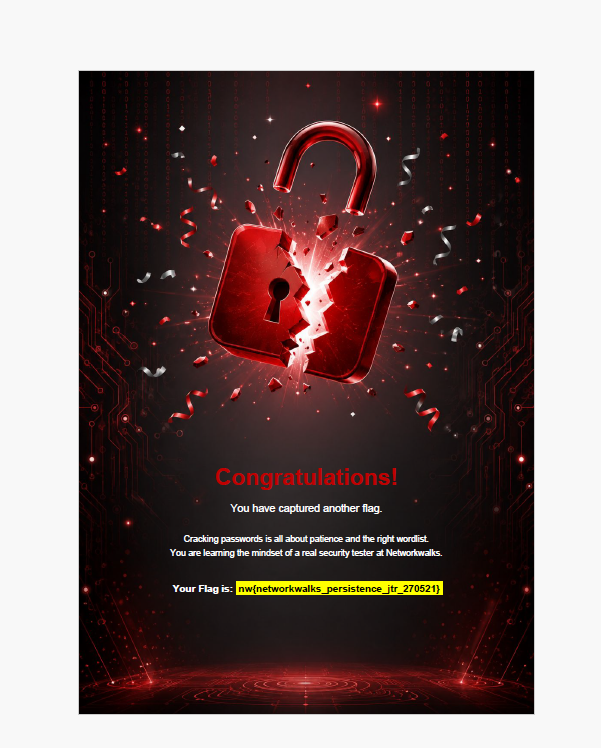 Congratulations!
You have captured another flag.
Cracking passwords is all about patience and the right wordlist.
You are learning the mindset of a real security tester at Networkwalks.
Your Flag is: nw{networkwalks_persistence_jtr_270521}